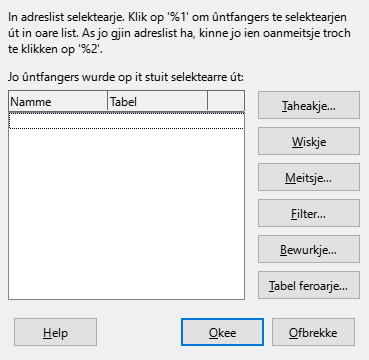 In adreslist selektearje. Klik op '%1' om ûntfangers te selektearjen
út in oare list. As jo gjin adreslist ha, kinne jo ien oanmeitsje troch
te klikken op '%2'.
Jo ûntfangers wurde op it stuit selektearre út:
Namme Tabel
Taheakje...
Wiskje
Meitsje...
Filter...
Bewurkje...
Tabel feroarje...
Help Okee Ofbrekke